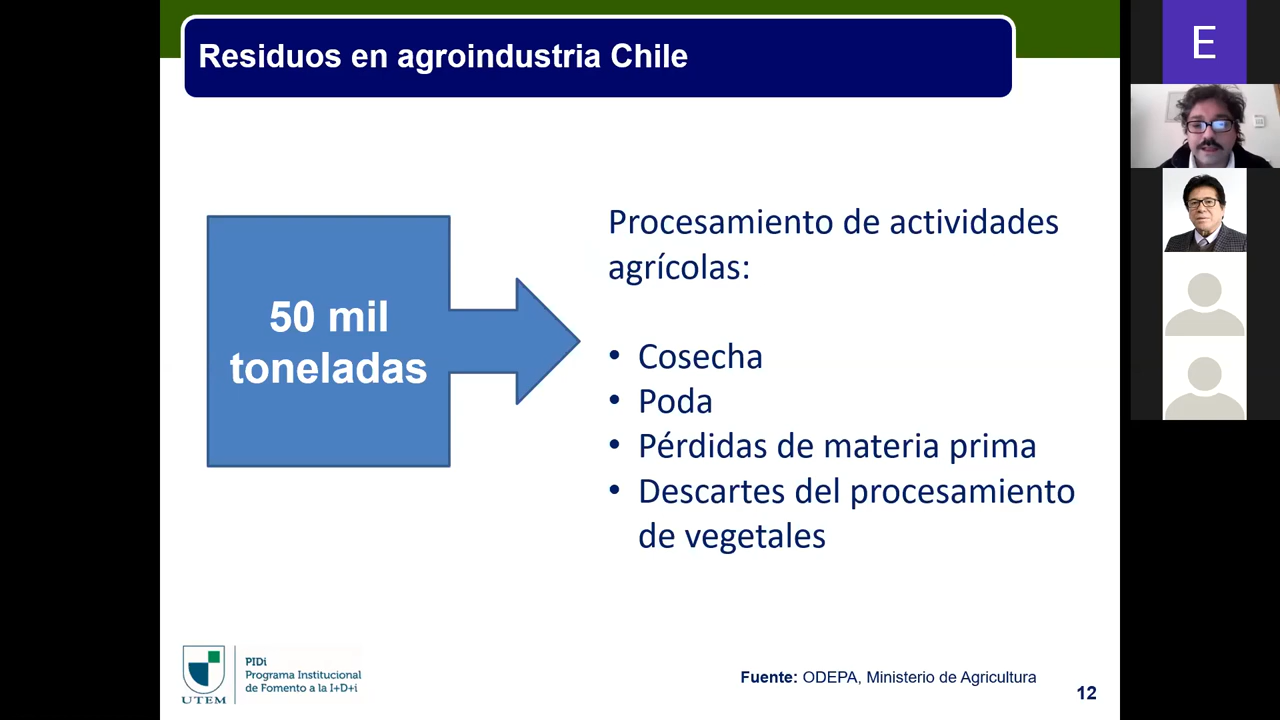 Residuos en agroindustria Chile
E
50 mil
toneladas
Procesamiento de actividades
agrícolas:
• Cosecha
• Poda
• Pérdidas de materia prima
• Descartes del procesamiento
de vegetales
UTEM
PIDi
Programa Institucional
de Fomento a la I+D+i
Fuente: ODEPA, Ministerio de Agricultura
12